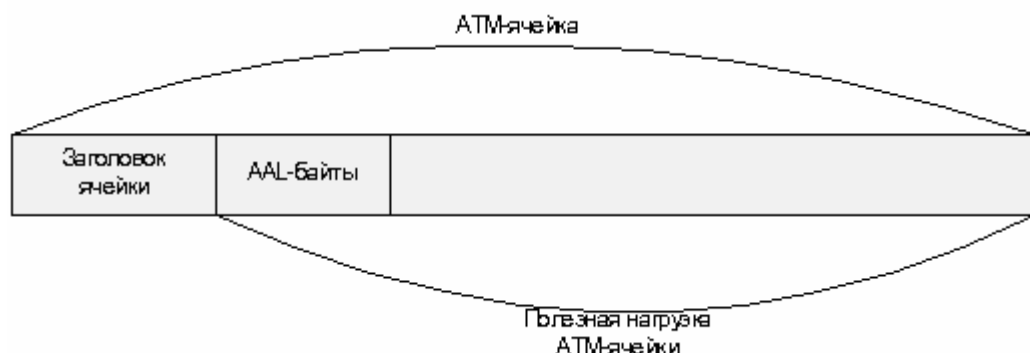 АТМ-ячейка
Заголовок
ячейки
AAL-байты
Полезная нагрузка
АТМ-ячейки